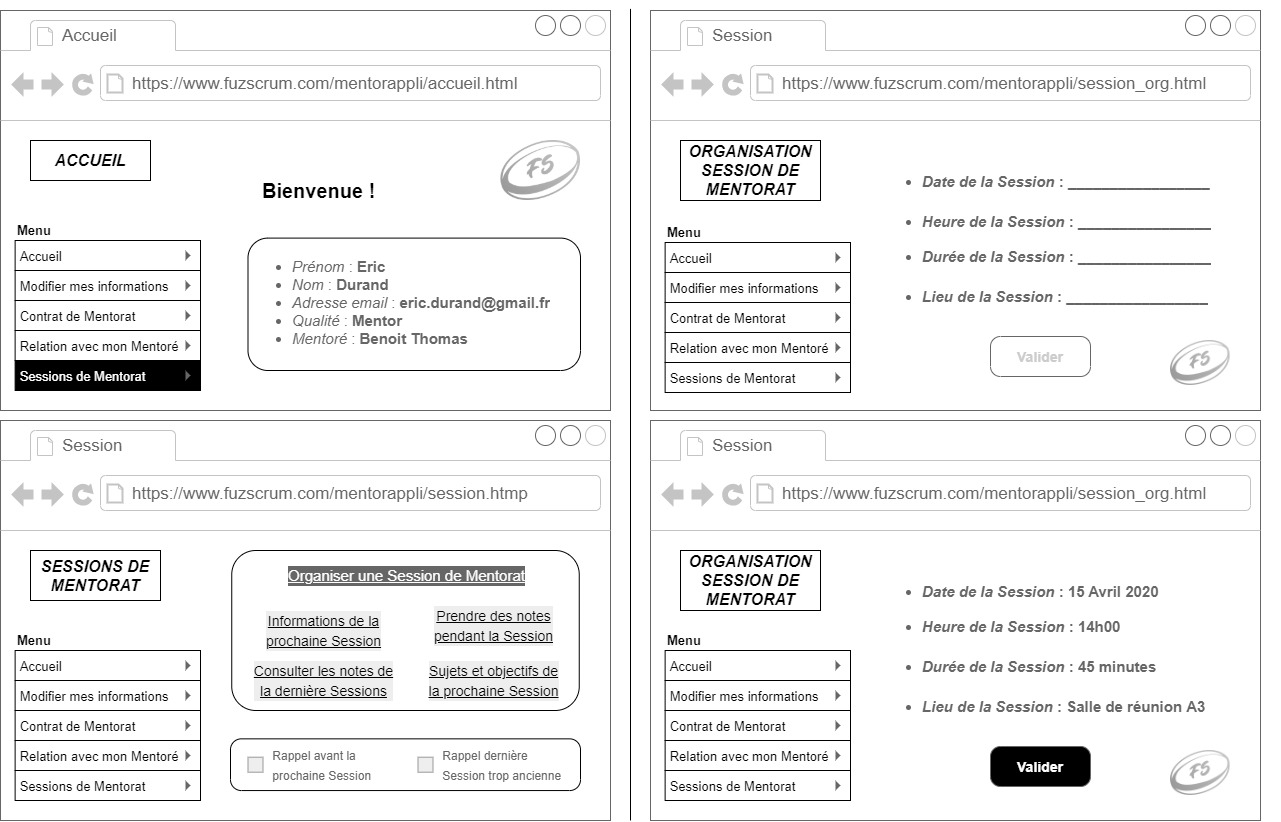 Accueil
https://www.fuzscrum.com/mentorappli/accueil.html
ACCUEIL
FS
Bienvenue !
Menu
Accueil
Modifier mes informations
Contrat de Mentorat
Relation avec mon Mentoré
Sessions de Mentorat
• Prénom : Eric
• Nom : Durand
• Adresse email : eric.durand@gmail.fr
• Qualité : Mentor
• Mentoré : Benoit Thomas
Session
https://www.fuzscrum.com/mentorappli/session.htmp
SESSIONS DE
MENTORAT
Menu
Accueil
Modifier mes informations
Contrat de Mentorat
Relation avec mon Mentoré
Sessions de Mentorat
Organiser une Session de Mentorat
Informations de la
prochaine Session
Prendre des notes
pendant la Session
Consulter les notes de
la dernière Sessions
Sujets et objectifs de
la prochaine Session
Rappel avant la
prochaine Session
Rappel dernière
Session trop ancienne
Session
https://www.fuzscrum.com/mentorappli/session_org.html
ORGANISATION
SESSION DE
MENTORAT
Menu
Accueil
Modifier mes informations
Contrat de Mentorat
Relation avec mon Mentoré
Sessions de Mentorat
• Date de la Session : _________________
• Heure de la Session : ________________
• Durée de la Session : ________________
• Lieu de la Session : _________________
Valider
FS
Session
https://www.fuzscrum.com/mentorappli/session_org.html
ORGANISATION
SESSION DE
MENTORAT
Menu
Accueil
Modifier mes informations
Contrat de Mentorat
Relation avec mon Mentoré
Sessions de Mentorat
• Date de la Session : 15 Avril 2020
• Heure de la Session : 14h00
• Durée de la Session : 45 minutes
• Lieu de la Session : Salle de réunion A3
Valider
FS